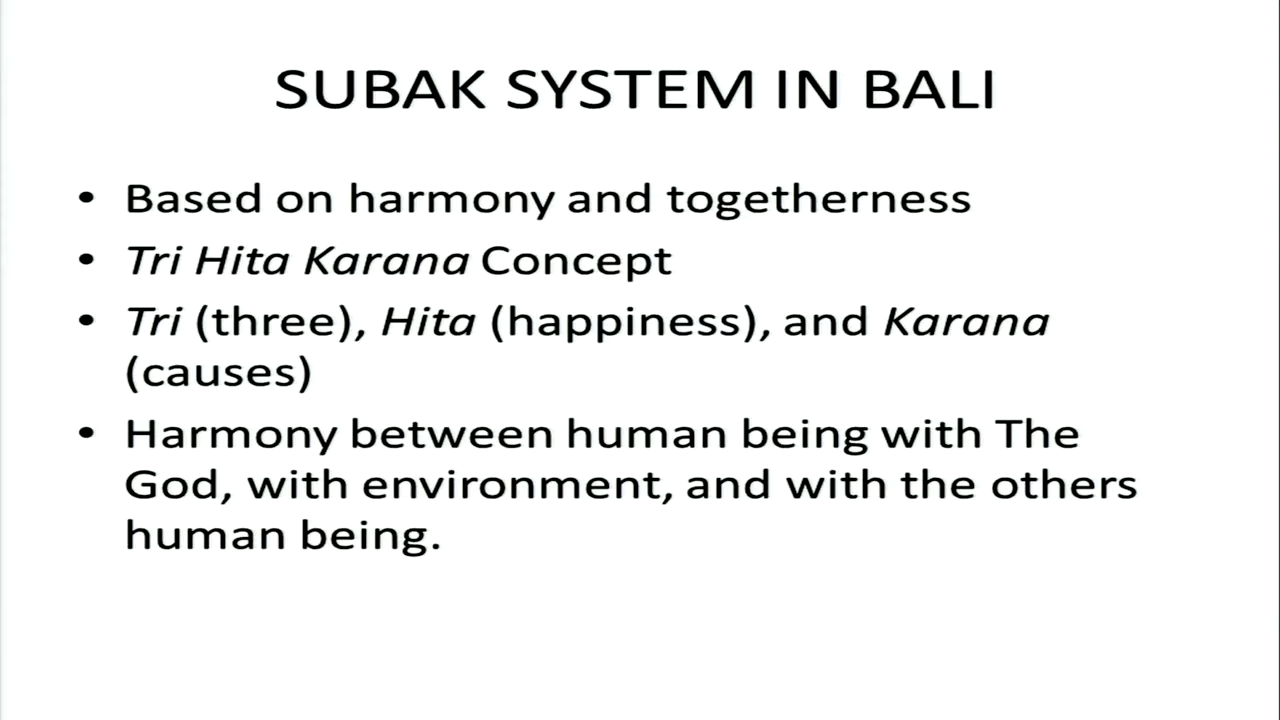 SUBAK SYSTEM IN BALI
• Based on harmony and togetherness
• Tri Hita Karana Concept
• Tri (three), Hita (happiness), and Karana
(causes)
• Harmony between human being with The
God, with environment, and with the others
human being.